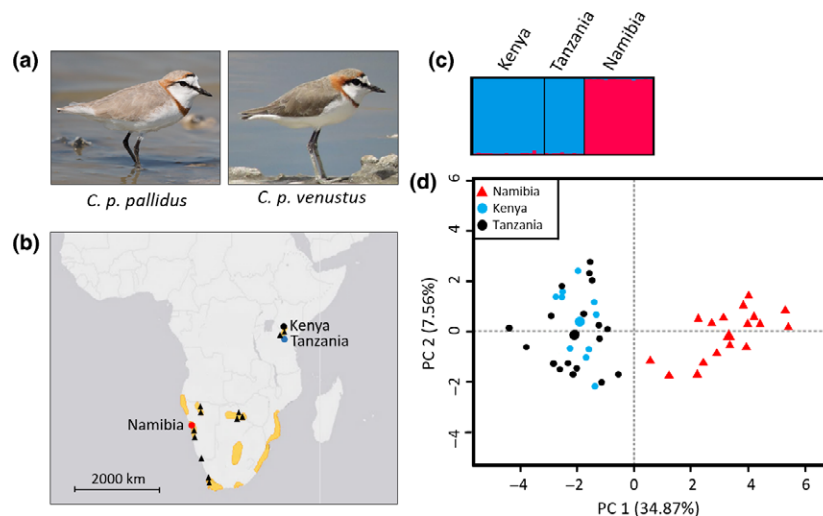 (a)
C. p. pallidus
C. p. venustus
(b)
Kenya
Tanzania
Namibia
2000 km
(c)
Kenya
Tanzania
Namibia
(d)
Namibia
Kenya
Tanzania
6
4
2
0
−2
−4
PC 2 (7.56%)
−4
−2
0
2
4
6
PC 1 (34.87%)